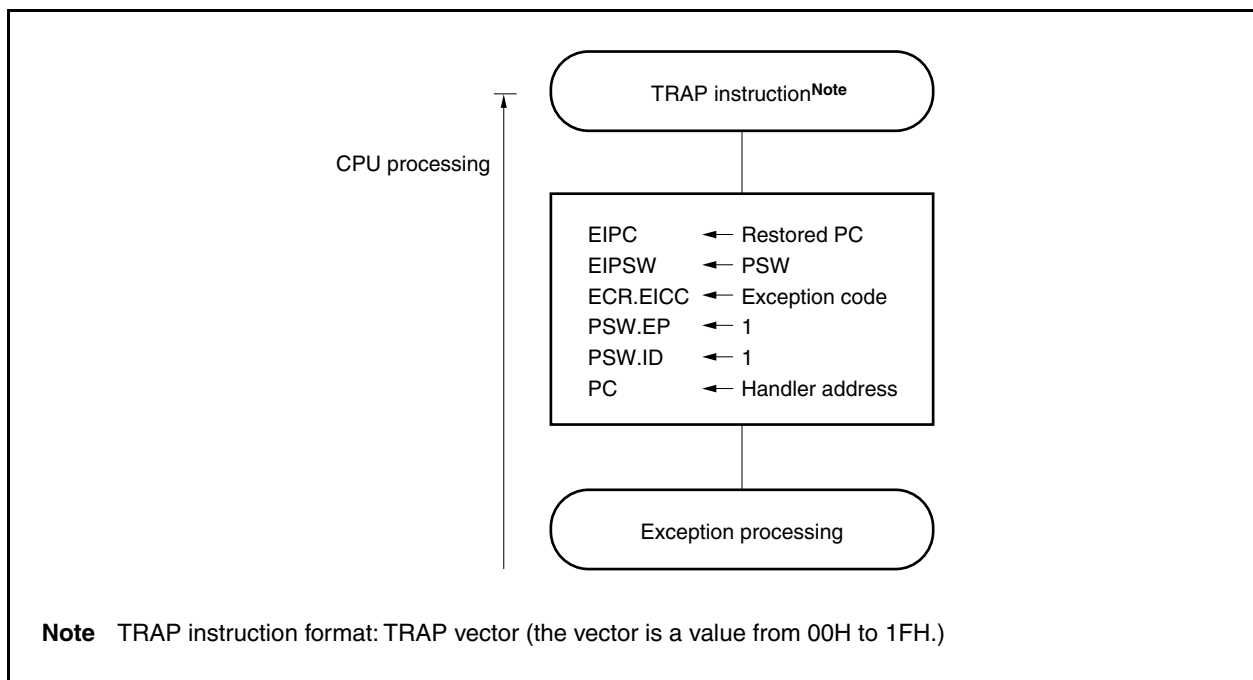 TRAP instructionNote
CPU processing
EIPC ← Restored PC
EIPSW ← PSW
ECR.EICC ← Exception code
PSW.EP ← 1
PSW.ID ← 1
PC ← Handler address
Exception processing
Note TRAP instruction format: TRAP vector (the vector is a value from 00H to 1FH.)